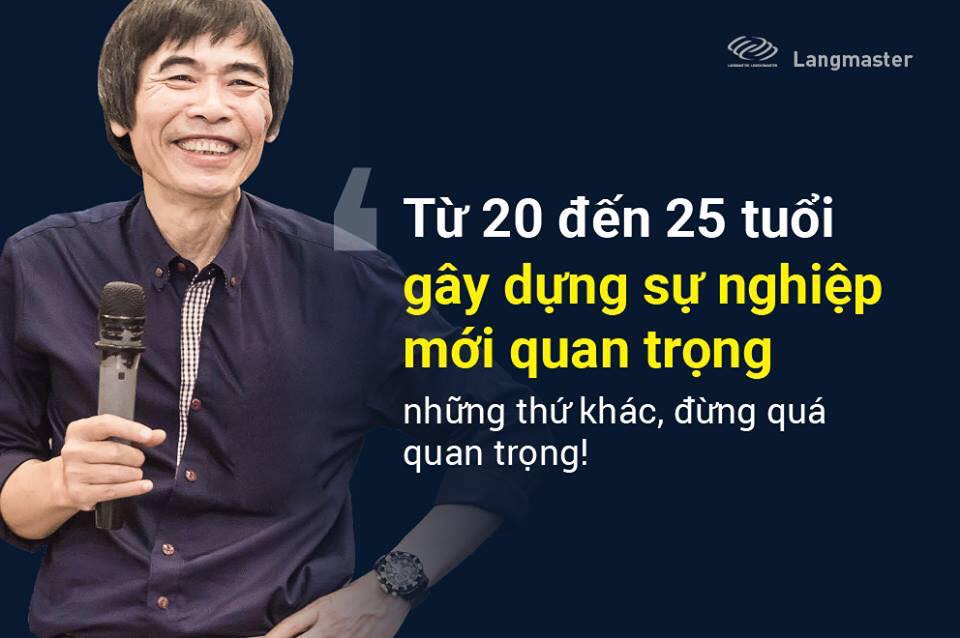 Langmaster
Từ 20 đến 25 tuổi
gây dựng sự nghiệp
mới quan trọng
những thứ khác, đừng quá
quan trọng!